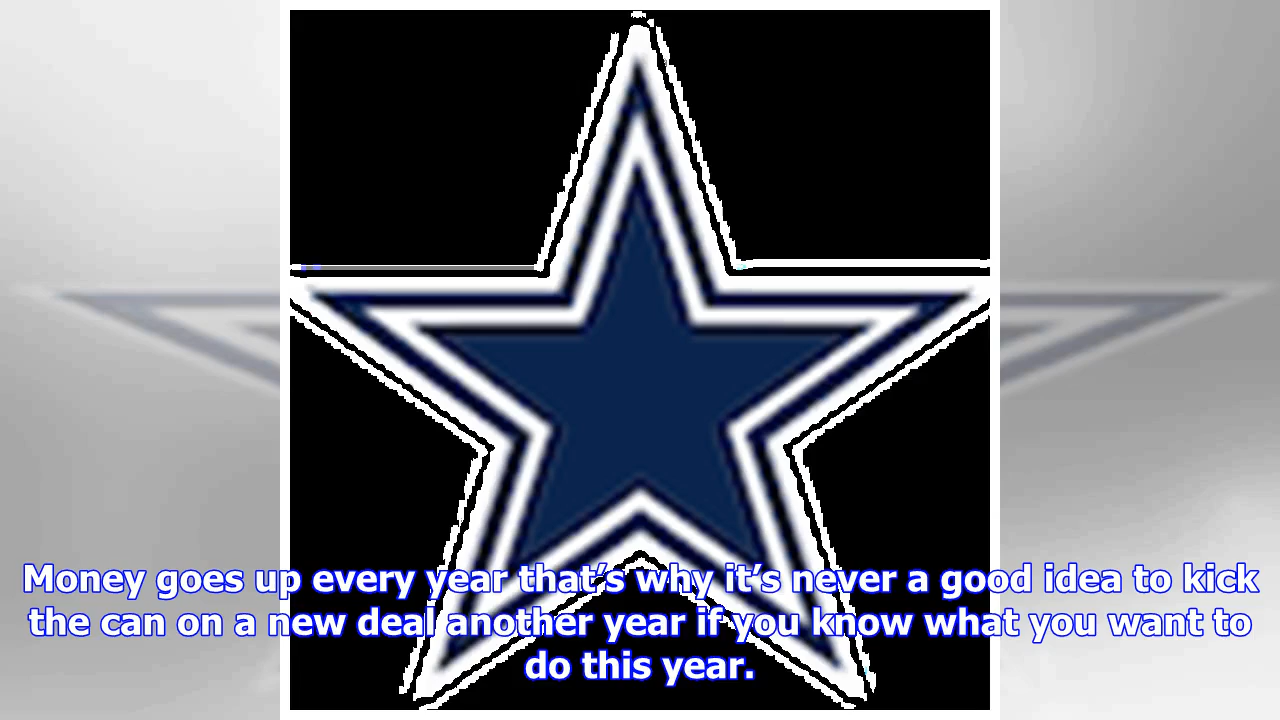 Money goes up every year that’s why it’s never a good idea to kick
the can on a new deal another year if you know what you want to
do this year.